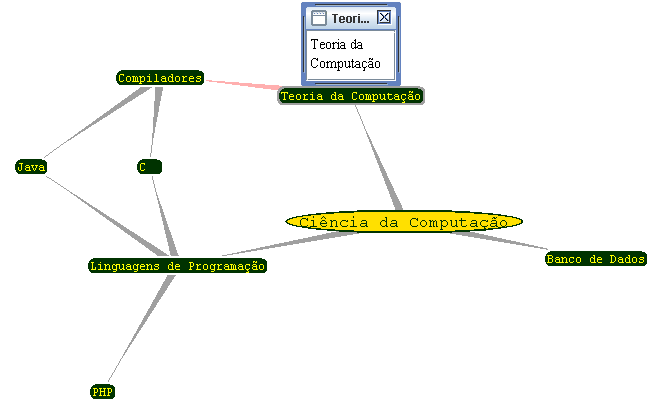 Teori...
Teoria da
Computação
Compiladores
Teoria da Computação
Java
C
Ciência da Computação
Linguagens de Programação
Banco de Dados
PHP